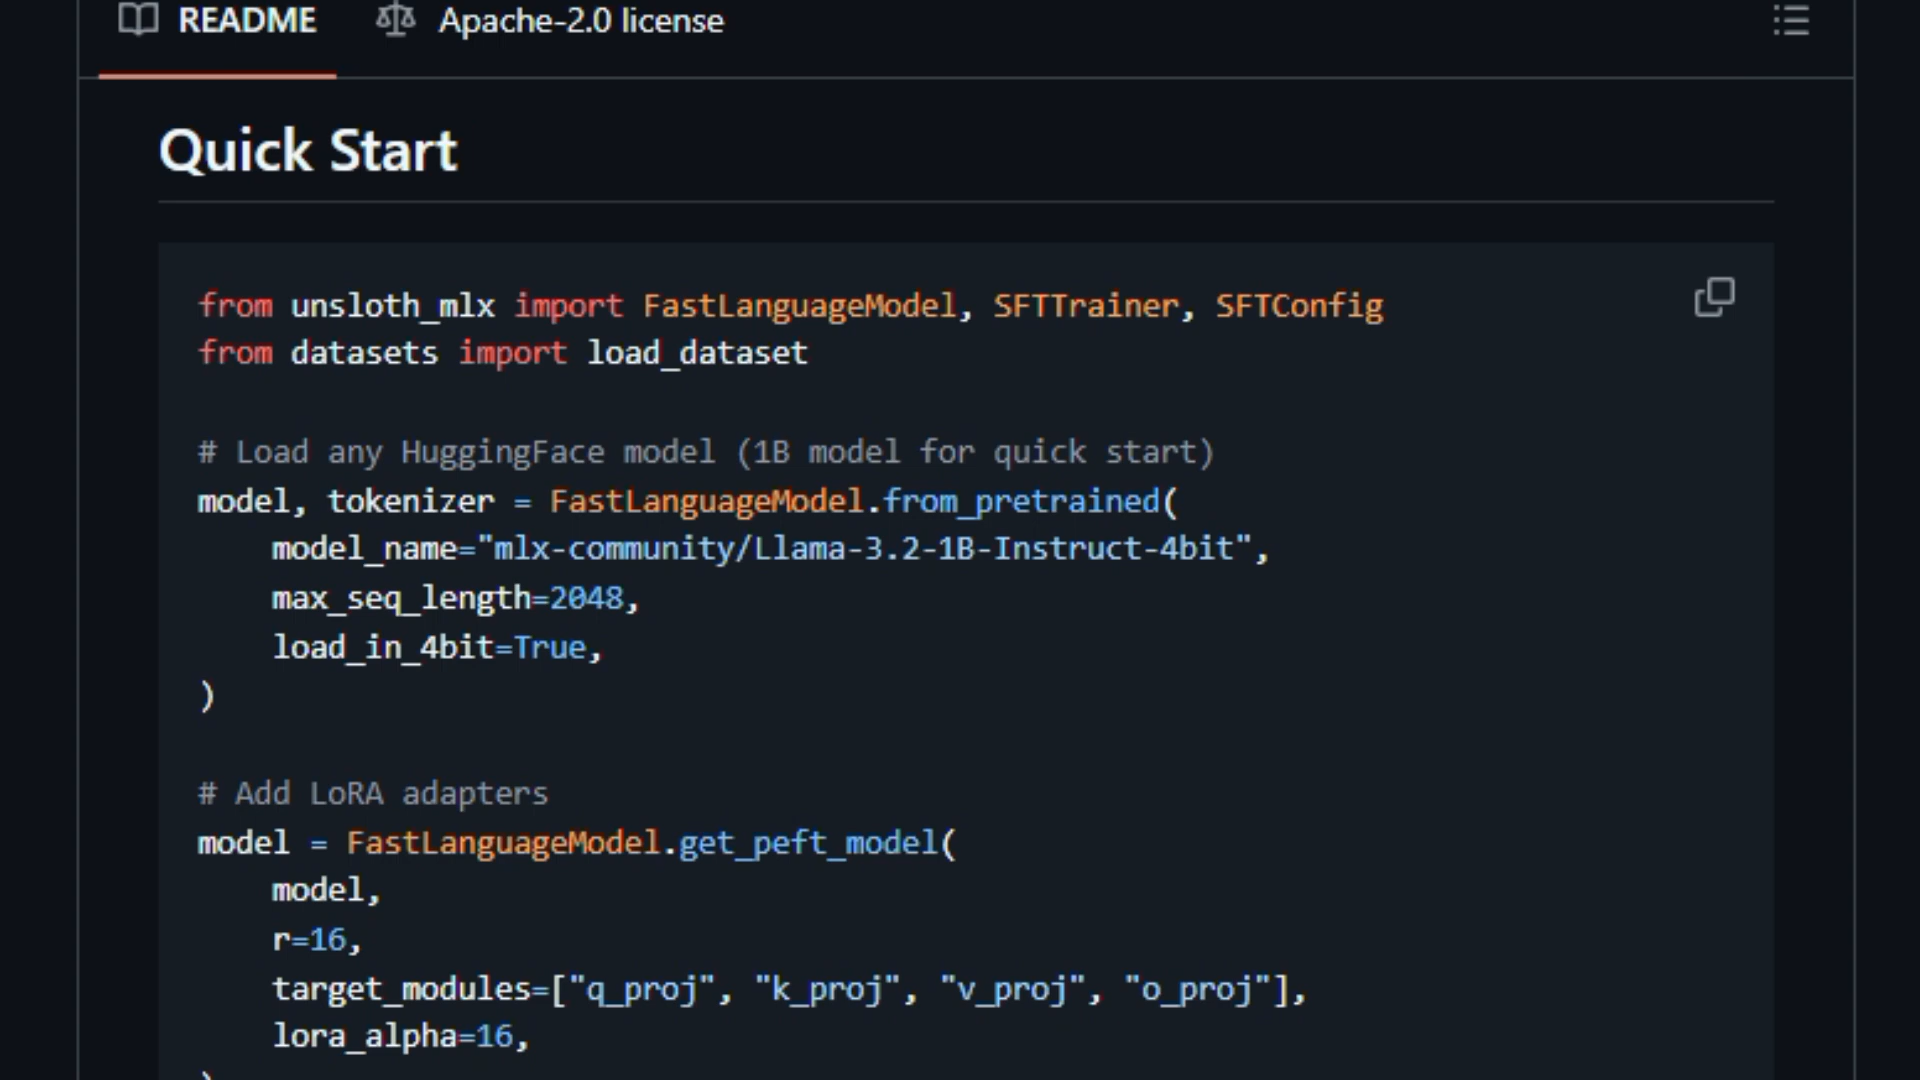 README Apache-2.0 license
Quick Start
from unsloth_mlx import FastLanguageModel, SFTTrainer, SFTConfig
from datasets import load_dataset
# Load any HuggingFace model (1B model for quick start)
model, tokenizer = FastLanguageModel.from_pretrained(
    model_name="mlx-community/Llama-3.2-1B-Instruct-4bit",
    max_seq_length=2048,
    load_in_4bit=True,
)
# Add LoRA adapters
model = FastLanguageModel.get_peft_model(
    model,
    r=16,
    target_modules=["q_proj", "k_proj", "v_proj", "o_proj"],
    lora_alpha=16,
)